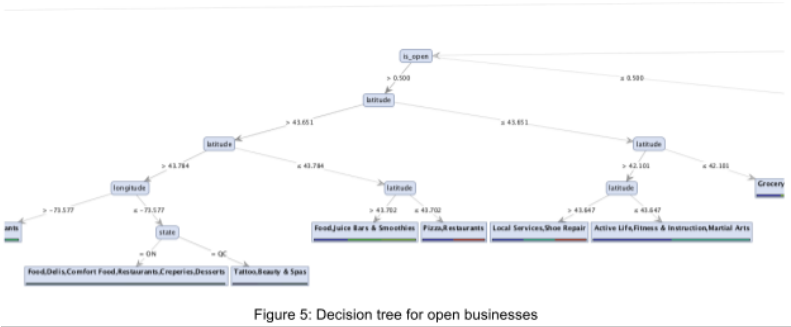 is_open
> 0.500
≤ 0.500
latitude
> 43.651
≤ 43.651
latitude
latitude
> 43.784
≤ 43.784
> 42.101
≤ 42.101
longitude
latitude
latitude
Grocery
> -73.577
≤ -73.577
> 43.702
≤ 43.702
> 43.647
≤ 43.647
ants
state
Food,Juice Bars & Smoothies
Pizza,Restaurants
Local Services,Shoe Repair
Active Life,Fitness & Instruction,Martial Arts
= ON
= QC
Food,Delis,Comfort Food,Restaurants,Creperies,Desserts
Tattoo,Beauty & Spas
Figure 5: Decision tree for open businesses